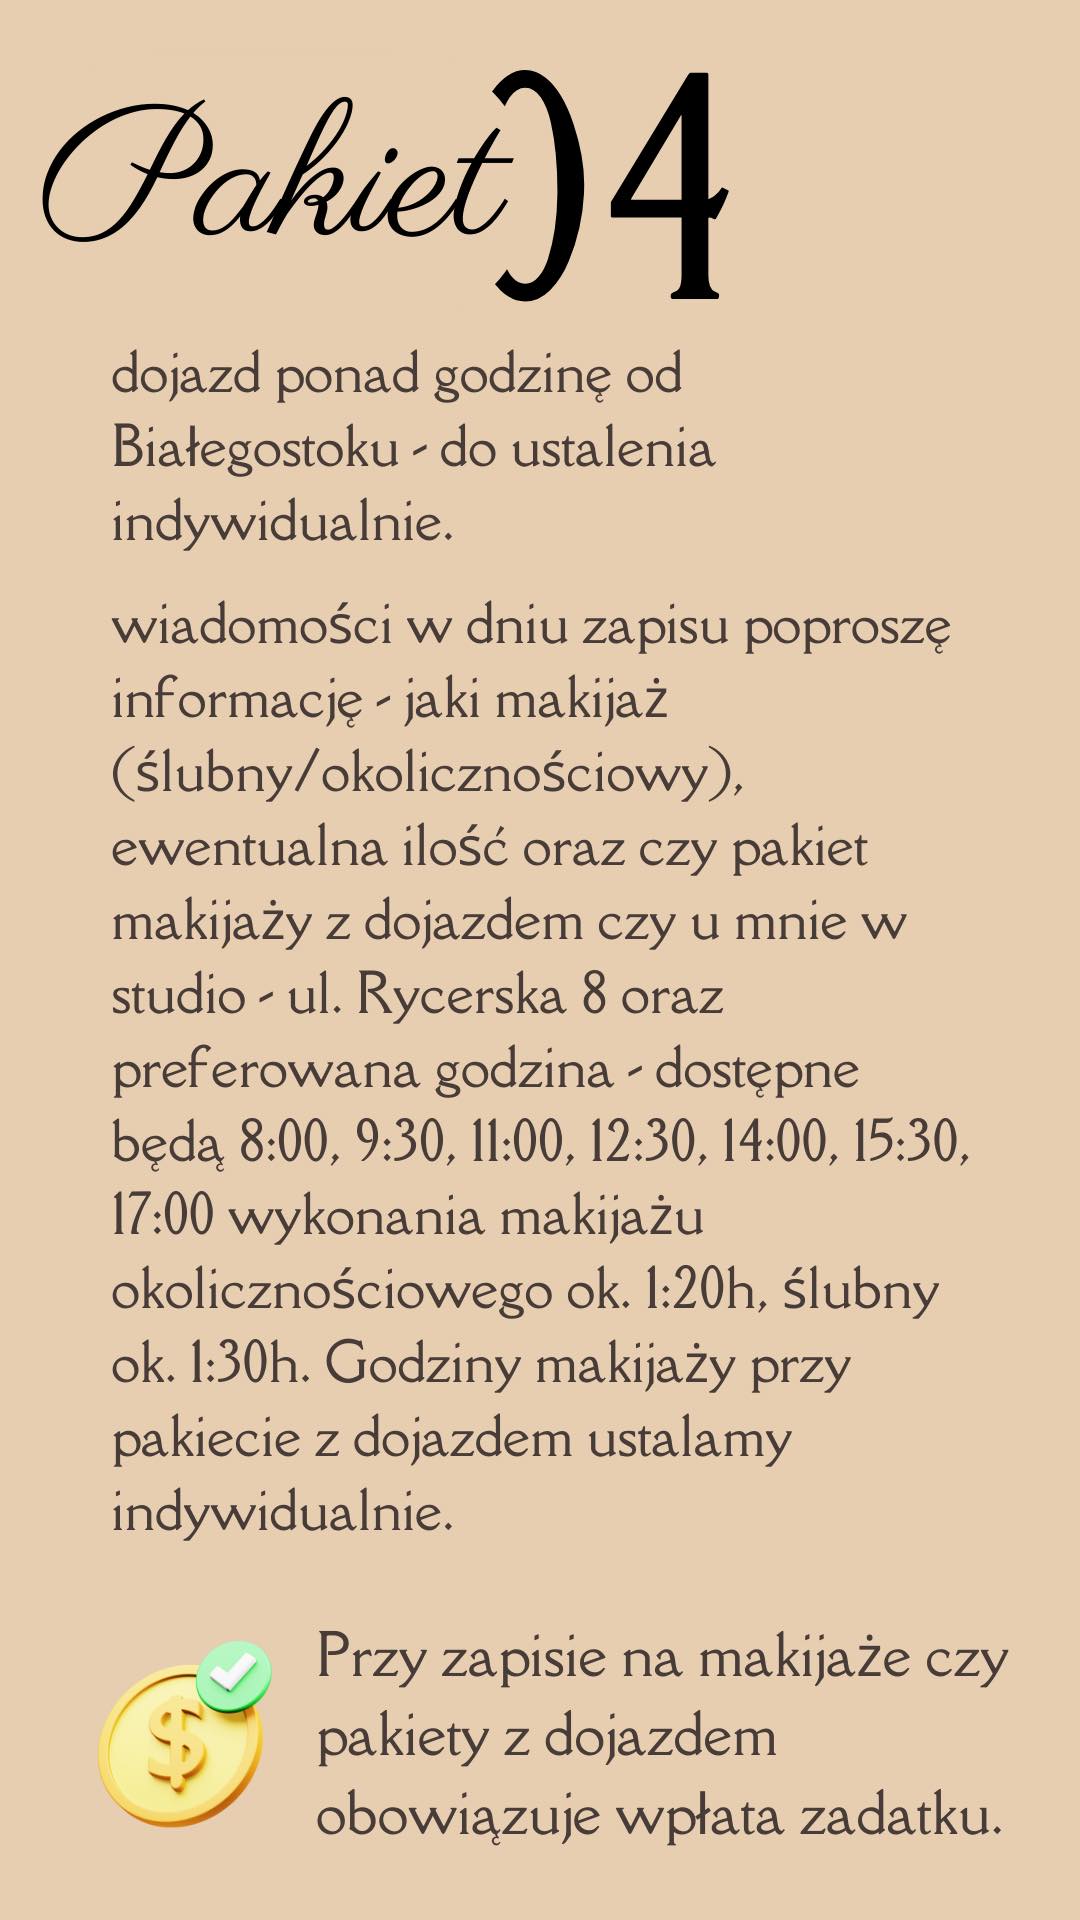 Pakiet 04
dojazd ponad godzinę od
Białegostoku - do ustalenia
indywidualnie.
wiadomości w dniu zapisu poproszę
informację - jaki makijaż
(ślubny/okolicznościowy),
ewentualna ilość oraz czy pakiet
makijaży z dojazdem czy u mnie w
studio - ul. Rycerska 8 oraz
preferowana godzina - dostępne
będą 8:00, 9:30, 11:00, 12:30, 14:00, 15:30,
17:00 wykonania makijażu
okolicznościowego ok. 1:20h, ślubny
ok. 1:30h. Godziny makijaży przy
pakiecie z dojazdem ustalamy
indywidualnie.
$
Przy zapisie na makijaże czy
pakiety z dojazdem
obowiązuje wpłata zadatku.